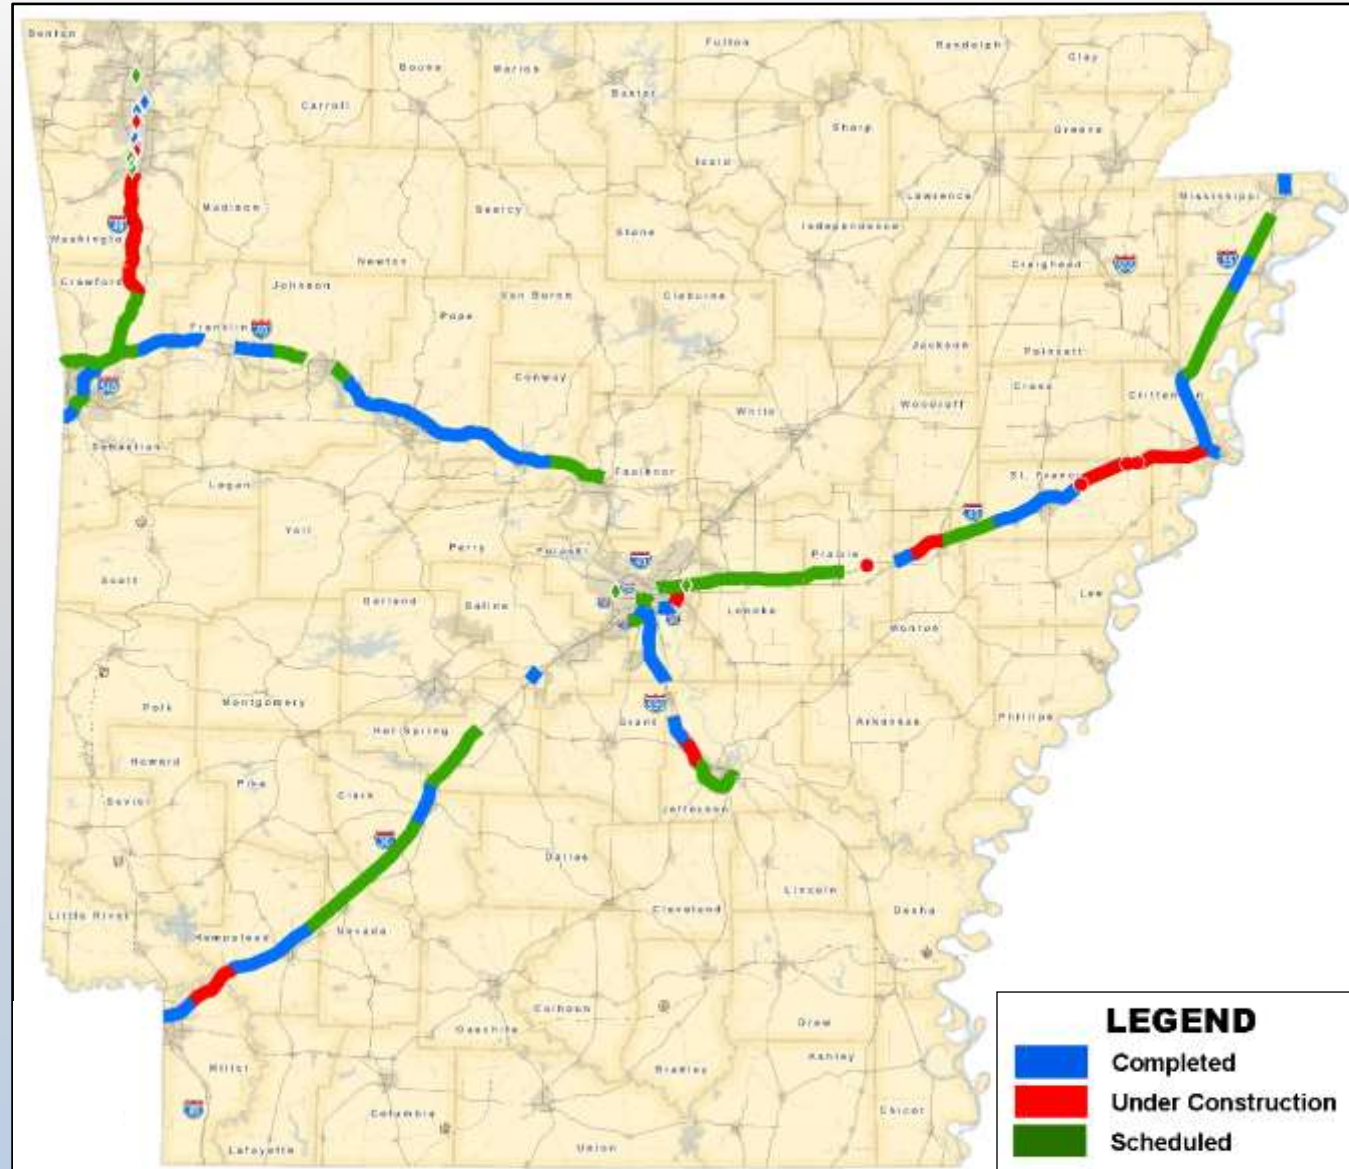 Benton
Carroll
Boone
Marion
Fulton
Baxter
Randolph
Clay
Sharp
Greene
Izard
Lawrence
Mississippi
Washington
Madison
Searcy
Stone
Independence
Craighead
Crawford
Newton
Johnson
Van Buren
Cleburne
Franklin
Pope
Jackson
Poinsett
Conway
White
Woodruff
Cross
Crittenden
Sebastian
Logan
Faulkner
St. Francis
Yell
Perry
Pulaski
Prairie
Scott
Garland
Saline
Lonoke
Lee
Monroe
Polk
Montgomery
Hot Spring
Grant
Arkansas
Phillips
Howard
Pike
Sevier
Clark
Jefferson
Dallas
Lincoln
Little River
Hempstead
Nevada
Cleveland
Desha
Calhoun
Ouachita
Drew
Miller
Bradley
Ashley
Columbia
Chicot
Lafayette
Union
LEGEND
Completed
Under Construction
Scheduled